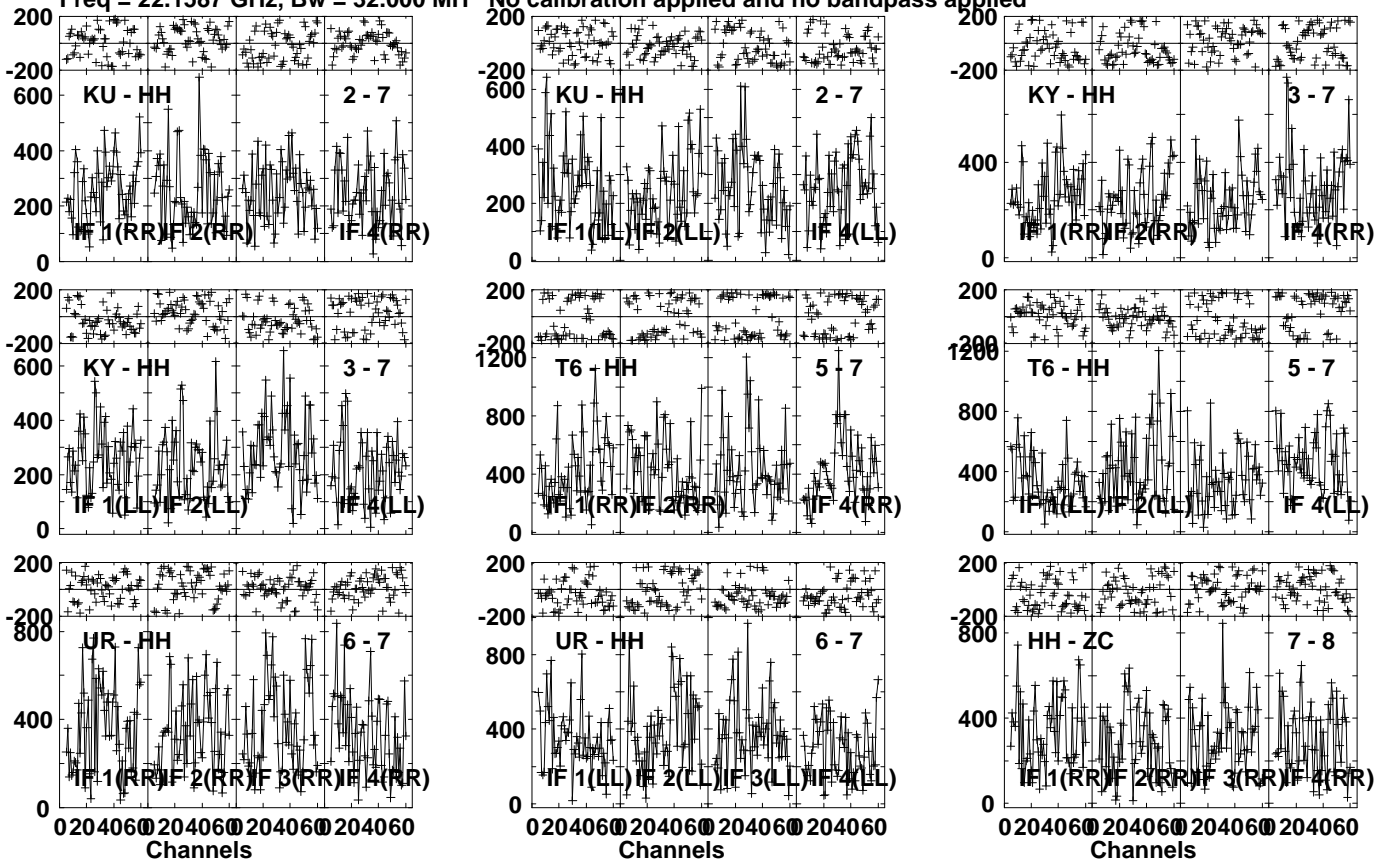 Freq = 22.1587 GHz, Bw = 32.000 MH No calibration applied and no bandpass applied
200
-200
600
400
200
0
KU - HH
2 - 7
IF 1(RR)
IF 2(RR)
IF 4(RR)
200
-200
600
400
200
0
KU - HH
2 - 7
IF 1(LL)
IF 2(LL)
IF 4(LL)
200
-200
400
0
KY - HH
3 - 7
IF 1(RR)
IF 2(RR)
IF 4(RR)
200
-200
600
400
200
0
KY - HH
3 - 7
IF 1(LL)
IF 2(LL)
IF 4(LL)
200
-200
1200
800
400
0
T6 - HH
5 - 7
IF 1(RR)
IF 2(RR)
IF 4(RR)
200
-200
1200
800
400
0
T6 - HH
5 - 7
IF 1(LL)
IF 2(LL)
IF 4(LL)
200
-200
800
400
0
UR - HH
6 - 7
IF 1(RR)
IF 2(RR)
IF 3(RR)
IF 4(RR)
0 20 40 60 0 20 40 60 0 20 40 60 0 20 40 60
Channels
200
-200
800
600
400
200
0
UR - HH
6 - 7
IF 1(LL)
IF 2(LL)
IF 3(LL)
IF 4(LL)
0 20 40 60 0 20 40 60 0 20 40 60 0 20 40 60
Channels
200
-200
800
400
0
HH - ZC
7 - 8
IF 1(RR)
IF 2(RR)
IF 3(RR)
IF 4(RR)
0 20 40 60 0 20 40 60 0 20 40 60 0 20 40 60
Channels